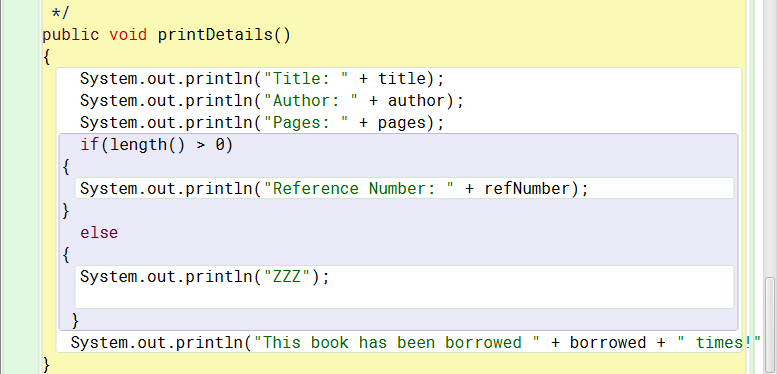 */
public void printDetails()
{
System.out.println("Title: " + title);
System.out.println("Author: " + author);
System.out.println("Pages: " + pages);
if(length() > 0)
{
System.out.println("Reference Number: " + refNumber);
}
else
{
System.out.println("ZZZ");
}
System.out.println("This book has been borrowed " + borrowed + " times!"
}